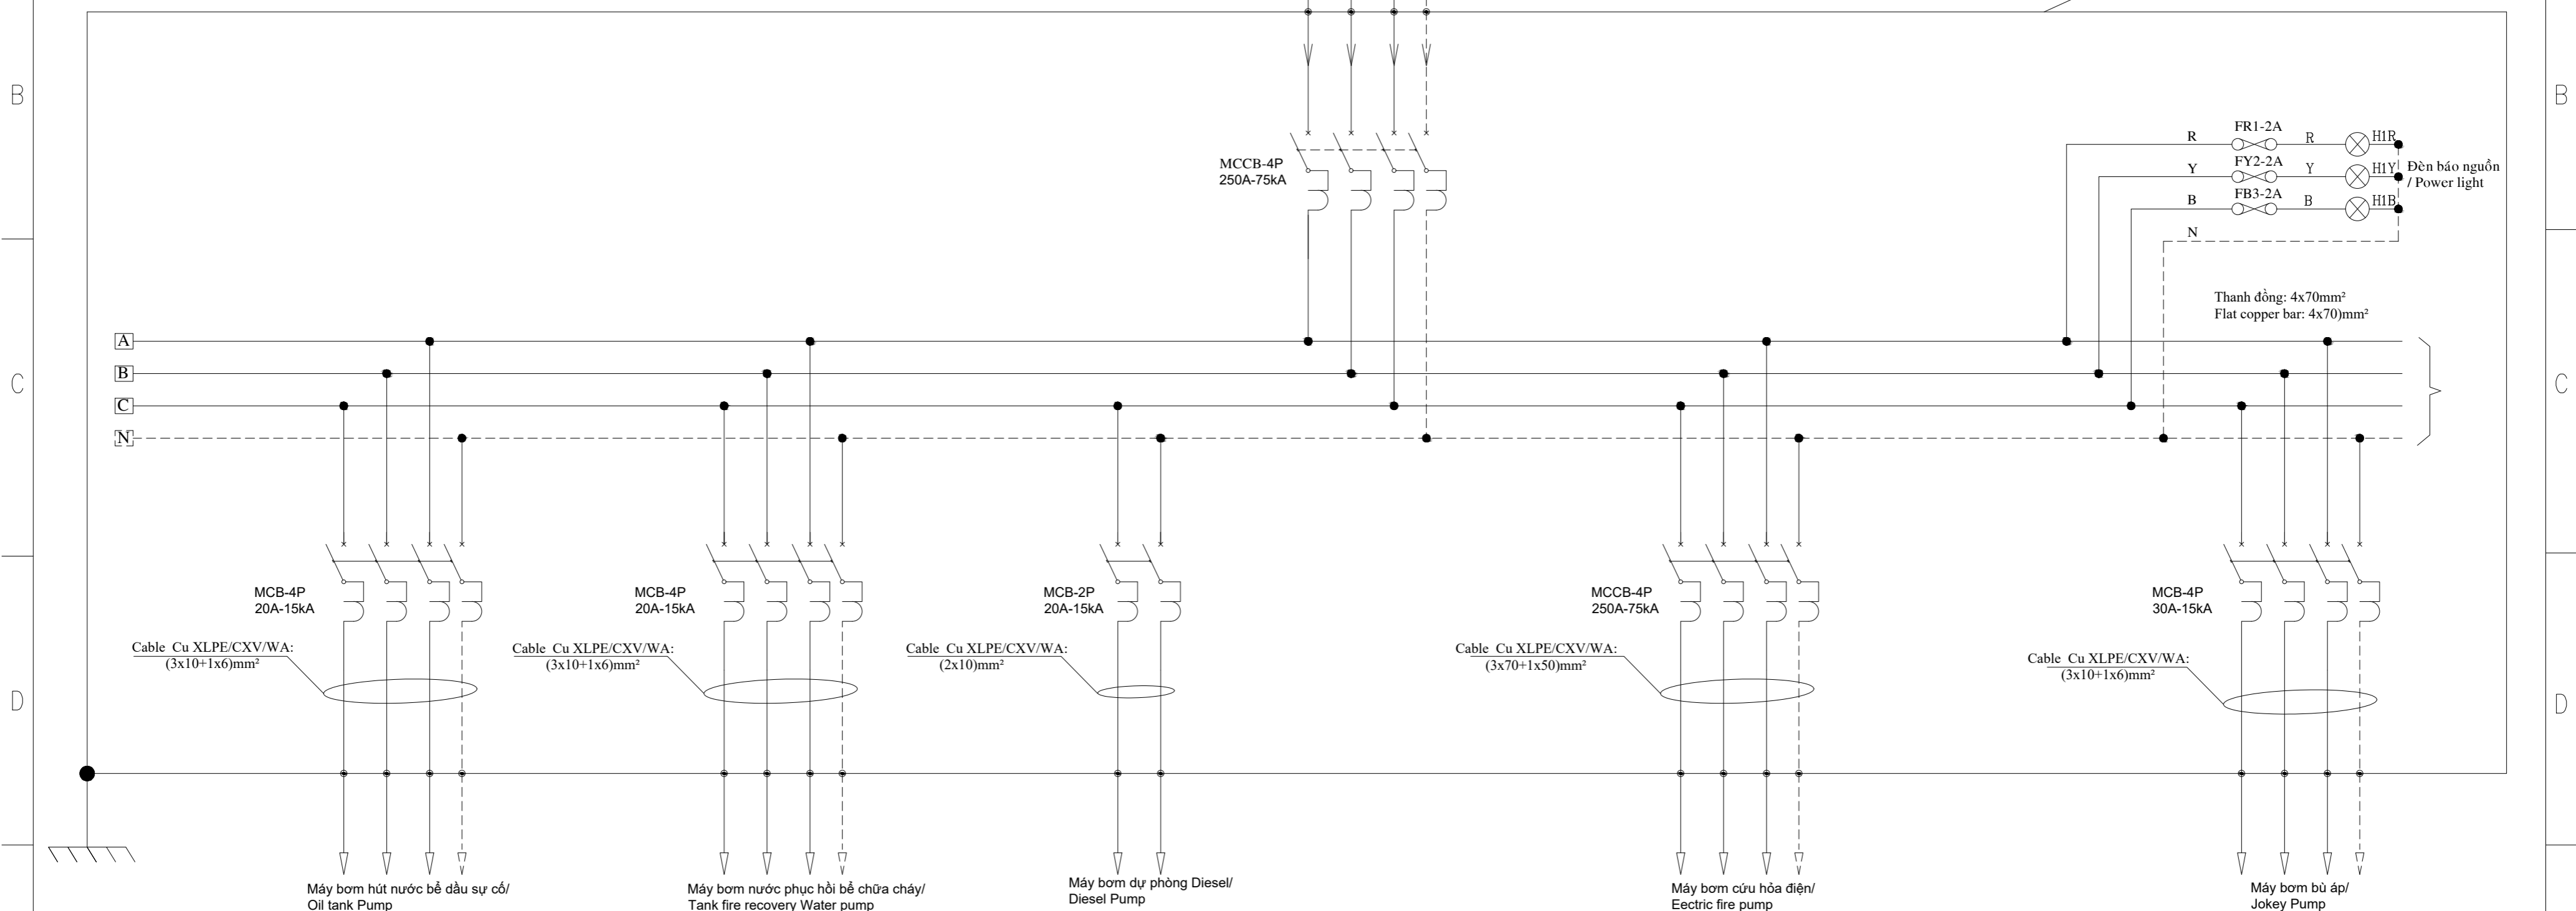 B
B
MCCB-4P
250A-75kA
R
FR1-2A
R
H1R
Y
FY2-2A
Y
H1Y
B
FB3-2A
B
H1B
N
Đèn báo nguồn
/ Power light
Thanh đồng: 4x70mm²
Flat copper bar: 4x70)mm²
A
B
C
N
C
C
MCB-4P
20A-15kA
MCB-4P
20A-15kA
MCB-2P
20A-15kA
MCCB-4P
250A-75kA
MCB-4P
30A-15kA
Cable Cu XLPE/CXV/WA:
(3x10+1x6)mm²
Cable Cu XLPE/CXV/WA:
(3x10+1x6)mm²
Cable Cu XLPE/CXV/WA:
(2x10)mm²
Cable Cu XLPE/CXV/WA:
(3x70+1x50)mm²
Cable Cu XLPE/CXV/WA:
(3x10+1x6)mm²
D
D
Máy bơm hút nước bể dầu sự cố/
Oil tank Pump
Máy bơm nước phục hồi bể chữa cháy/
Tank fire recovery Water pump
Máy bơm dự phòng Diesel/
Diesel Pump
Máy bơm cứu hỏa điện/
Eectric fire pump
Máy bơm bù áp/
Jokey Pump